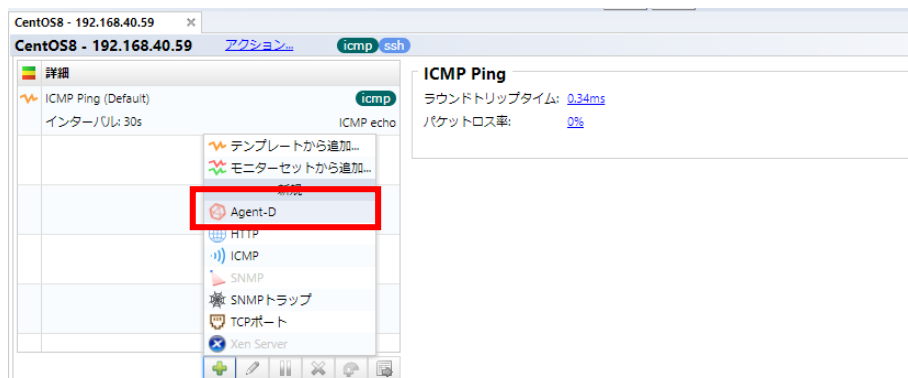 CentOS8 - 192.168.40.59
CentOS8 - 192.168.40.59 アクション... icmp ssh
詳細
ICMP Ping (Default) icmp
インターバル: 30s ICMP echo
テンプレートから追加...
モニターセットから追加...
新規
Agent-D
HTTP
ICMP
SNMP
SNMPトラップ
TCPポート
Xen Server
ICMP Ping
ラウンドトリップタイム: 0.34ms
パケットロス率: 0%